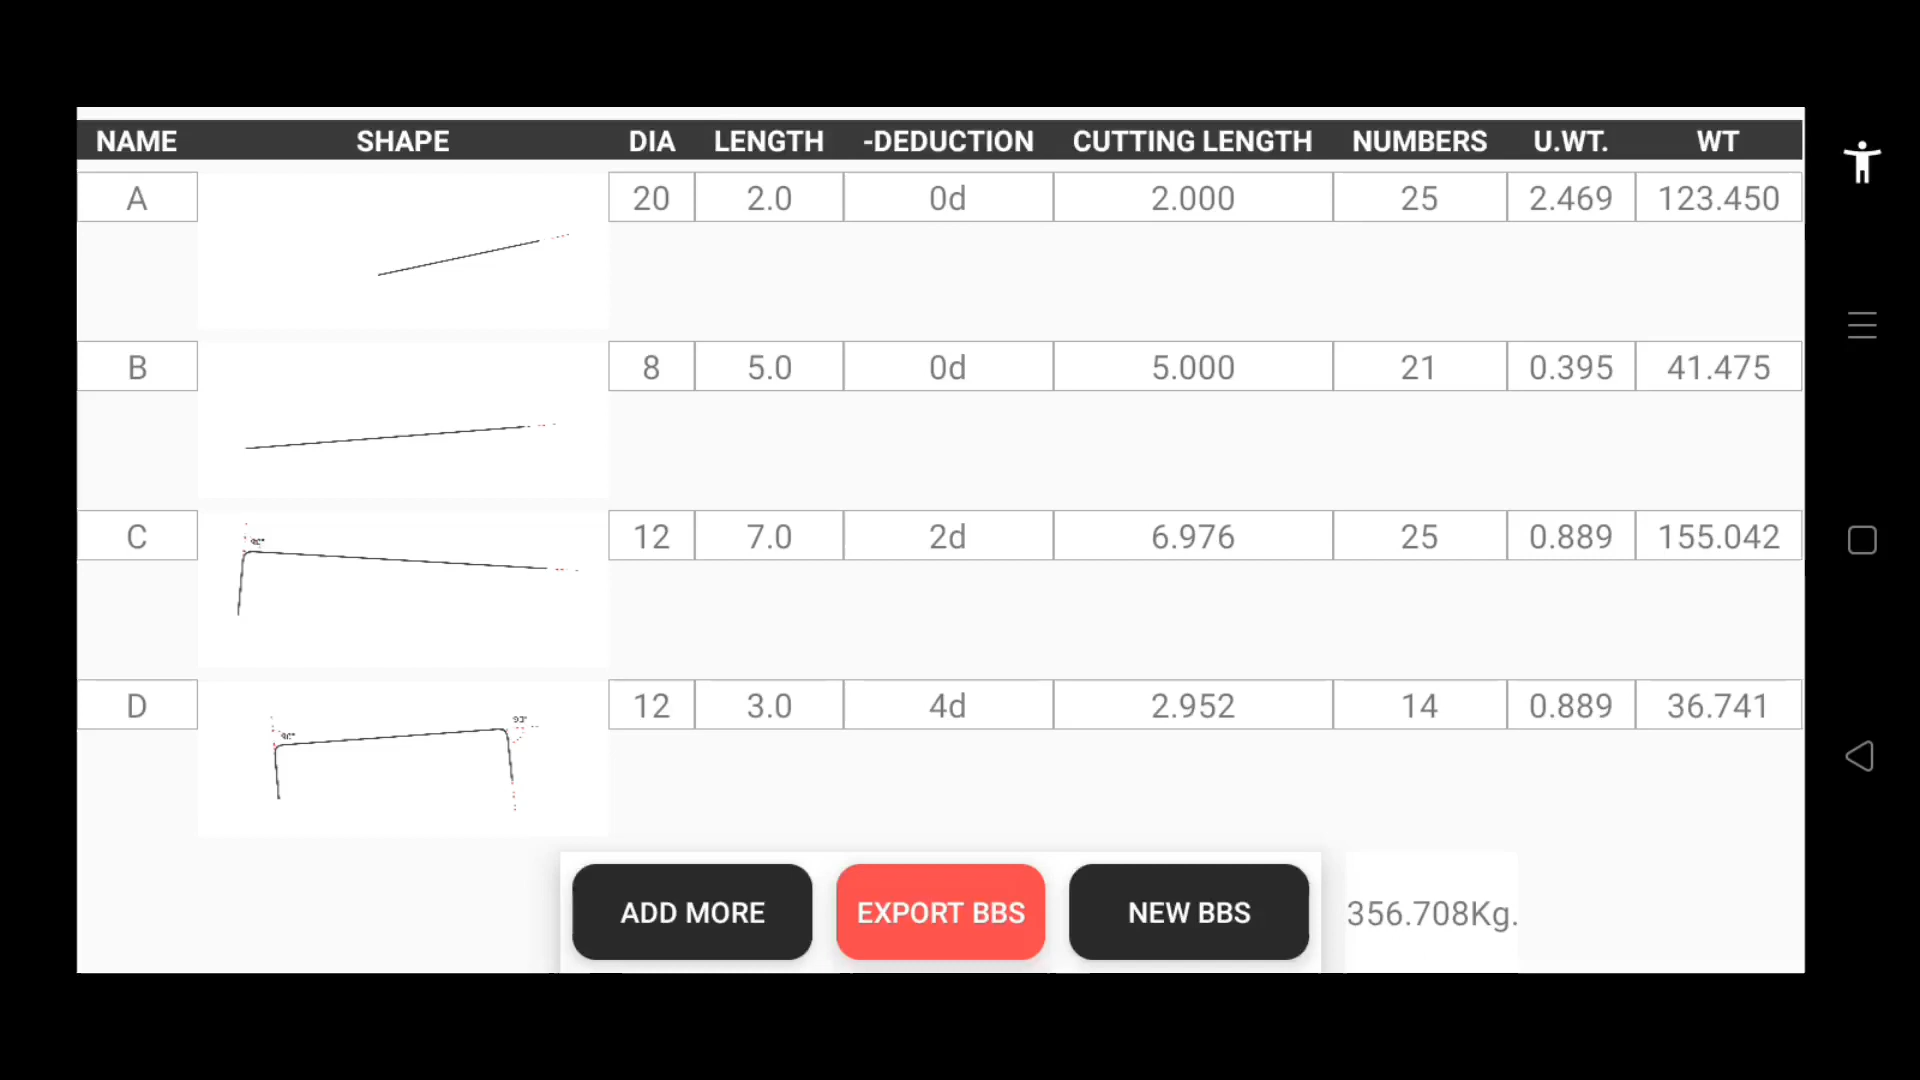 NAME SHAPE DIA LENGTH -DEDUCTION CUTTING LENGTH NUMBERS U.WT. WT
A 20 2.0 0d 2.000 25 2.469 123.450
B 8 5.0 0d 5.000 21 0.395 41.475
C 12 7.0 2d 6.976 25 0.889 155.042
90°
D 12 3.0 4d 2.952 14 0.889 36.741
90°
ADD MORE EXPORT BBS NEW BBS 356.708Kg.